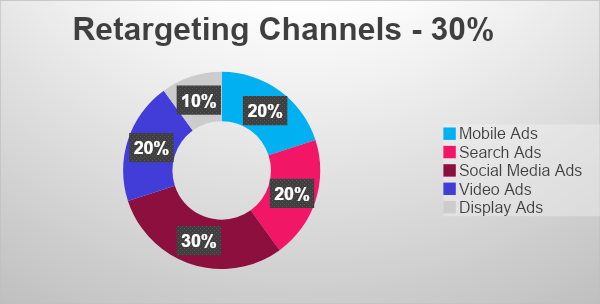 Retargeting Channels - 30%
10%
20%
20%
20%
30%
Mobile Ads
Search Ads
Social Media Ads
Video Ads
Display Ads